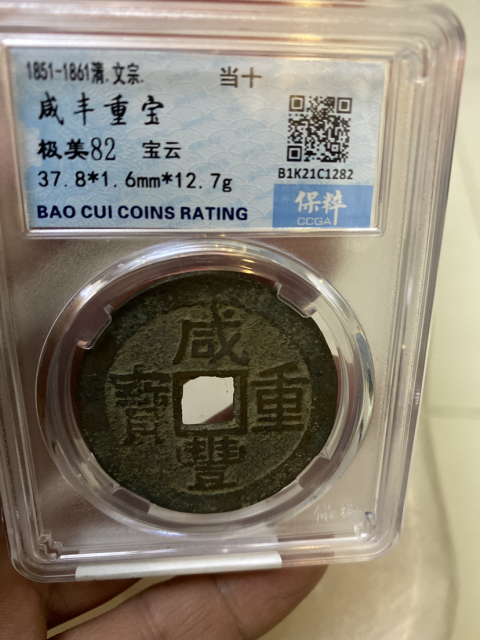 1851-1861清.文宗.
当十
咸丰重宝
极美82 宝云
37.8*1.6mm*12.7g
BAO CUI COINS RATING
B1K21C1282
保粹
CCGA
咸
豐
重
寶